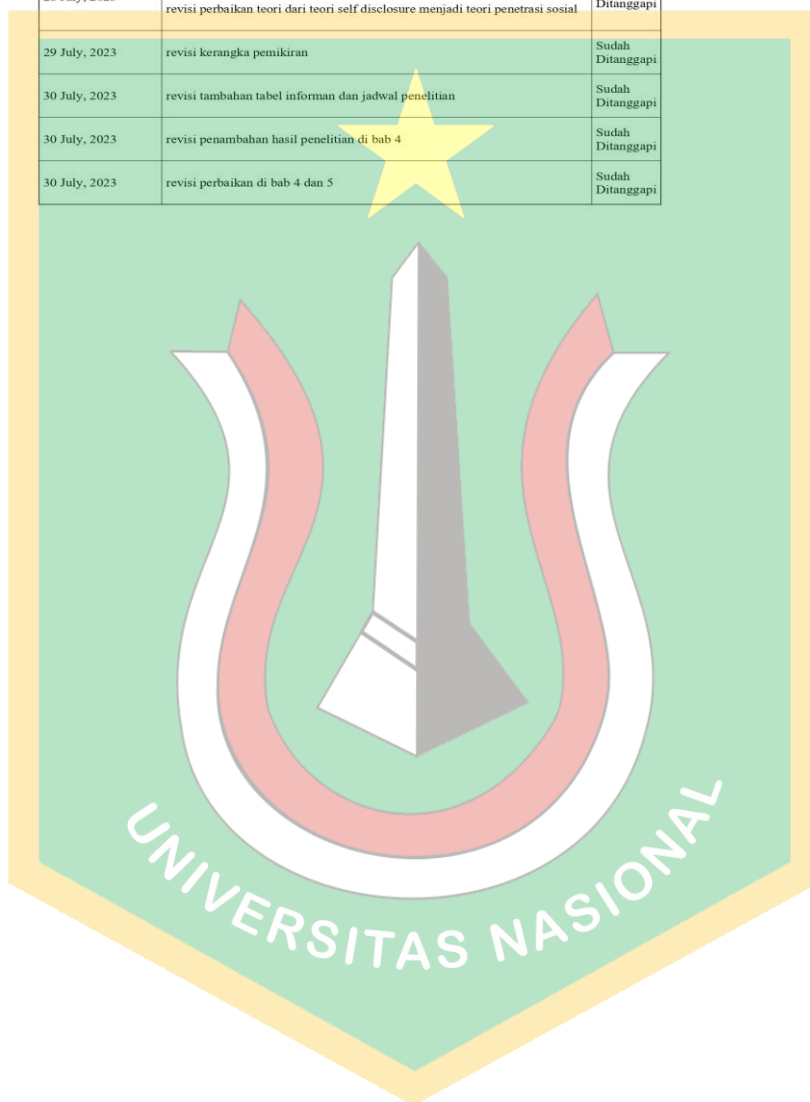 Ditanggapi
revisi perbaikan teori dari teori self disclosure menjadi teori penetrasi sosial
29 July, 2023 revisi kerangka pemikiran Sudah
Ditanggapi
30 July, 2023 revisi tambahan tabel informan dan jadwal penelitian Sudah
Ditanggapi
30 July, 2023 revisi penambahan hasil penelitian di bab 4 Sudah
Ditanggapi
30 July, 2023 revisi perbaikan di bab 4 dan 5 Sudah
Ditanggapi
UNIVERSITAS NASIONAL